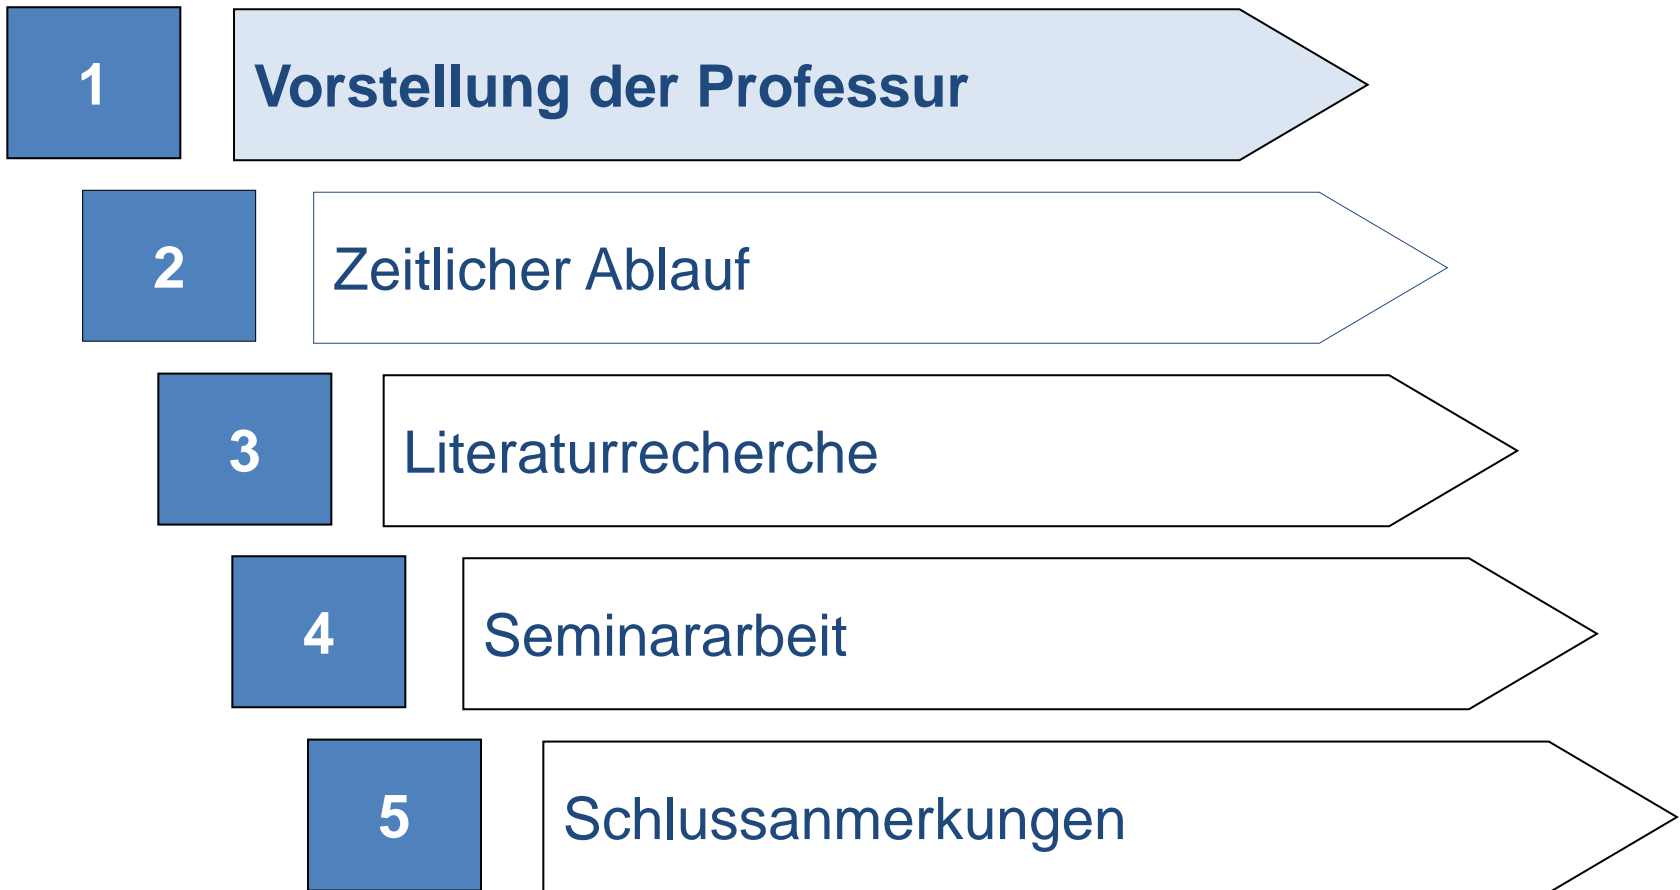 1 Vorstellung der Professur
2 Zeitlicher Ablauf
3 Literaturrecherche
4 Seminararbeit
5 Schlussanmerkungen